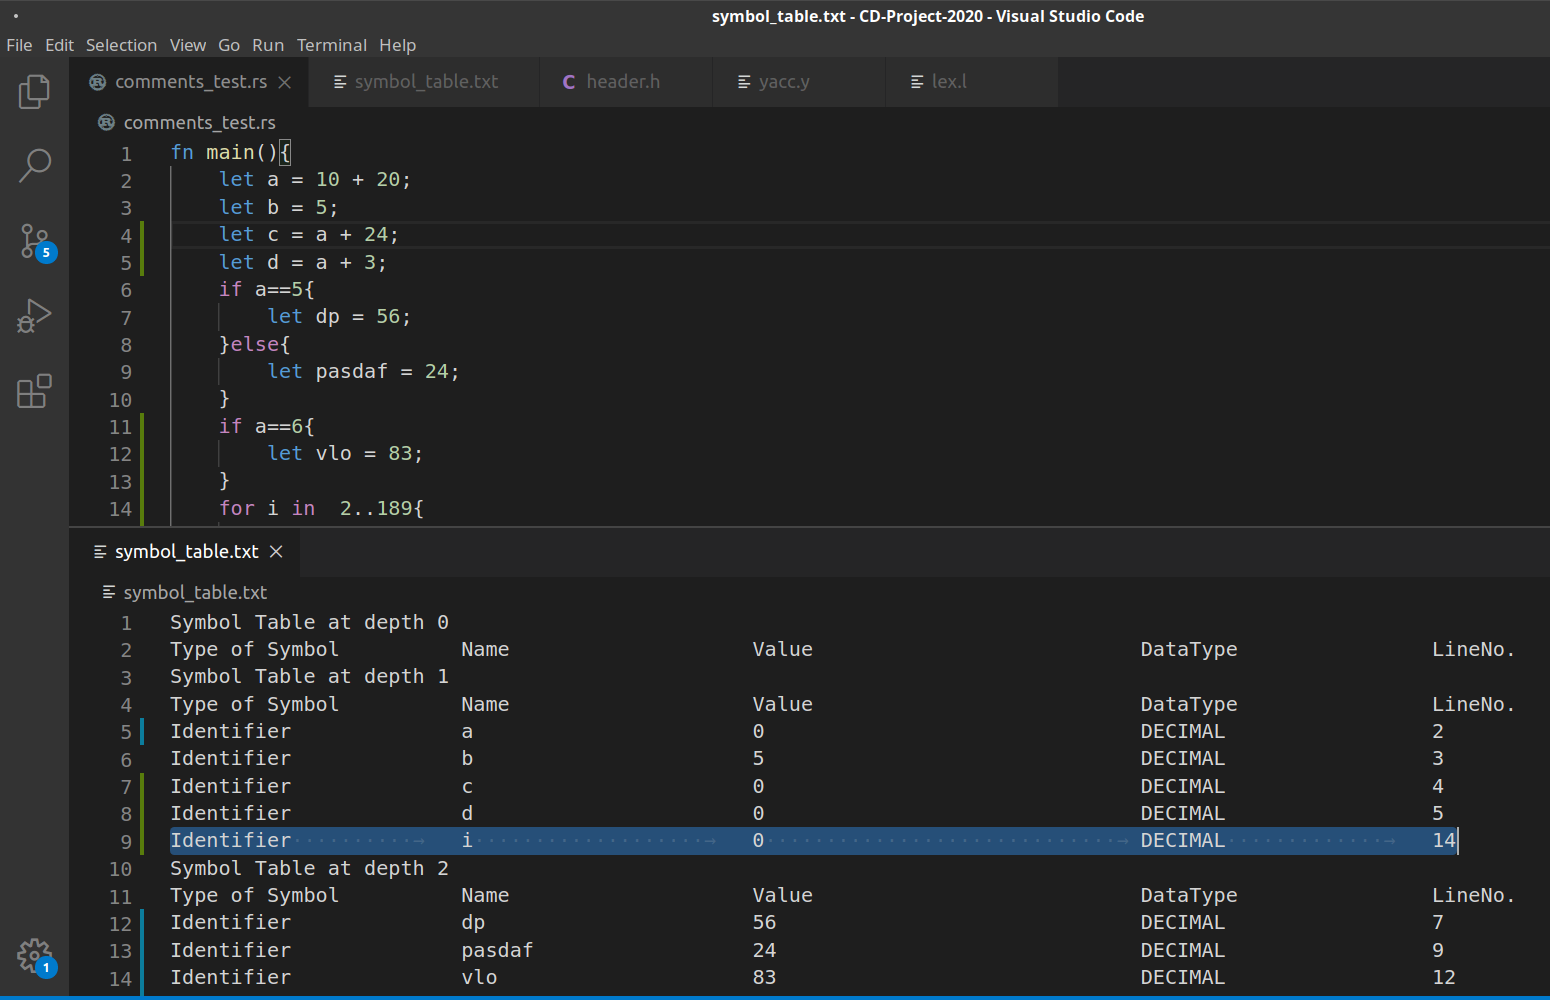 symbol_table.txt - CD-Project-2020 - Visual Studio Code
File Edit Selection View Go Run Terminal Help
comments_test.rs symbol_table.txt C header.h yacc.y lex.l
comments_test.rs
1 fn main(){
2 let a = 10 + 20;
3 let b = 5;
4 let c = a + 24;
5 let d = a + 3;
6 if a==5{
7 let dp = 56;
8 }else{
9 let pasdaf = 24;
10 }
11 if a==6{
12 let vlo = 83;
13 }
14 for i in  2..189{
5
symbol_table.txt
symbol_table.txt
1 Symbol Table at depth 0
2 Type of Symbol Name Value DataType LineNo.
3 Symbol Table at depth 1
4 Type of Symbol Name Value DataType LineNo.
5 Identifier a 0 DECIMAL 2
6 Identifier b 5 DECIMAL 3
7 Identifier c 0 DECIMAL 4
8 Identifier d 0 DECIMAL 5
9 Identifier i 0 DECIMAL 14
10 Symbol Table at depth 2
11 Type of Symbol Name Value DataType LineNo.
12 Identifier dp 56 DECIMAL 7
13 Identifier pasdaf 24 DECIMAL 9
14 Identifier vlo 83 DECIMAL 12
1